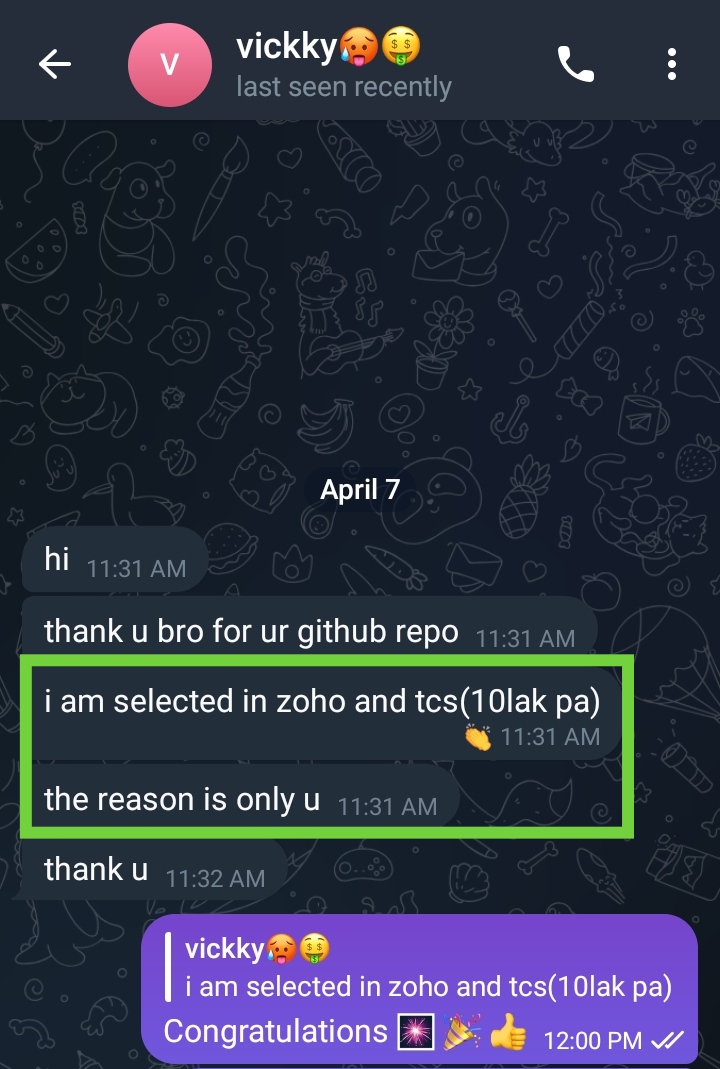 V
vickky🥵🤑
last seen recently
April 7
hi 11:31 AM
thank u bro for ur github repo 11:31 AM
i am selected in zoho and tcs(10lak pa)
👏 11:31 AM
the reason is only u 11:31 AM
thank u 11:32 AM
vickky🥵🤑
i am selected in zoho and tcs(10lak pa)
Congratulations 🎆 🎉 👍 12:00 PM